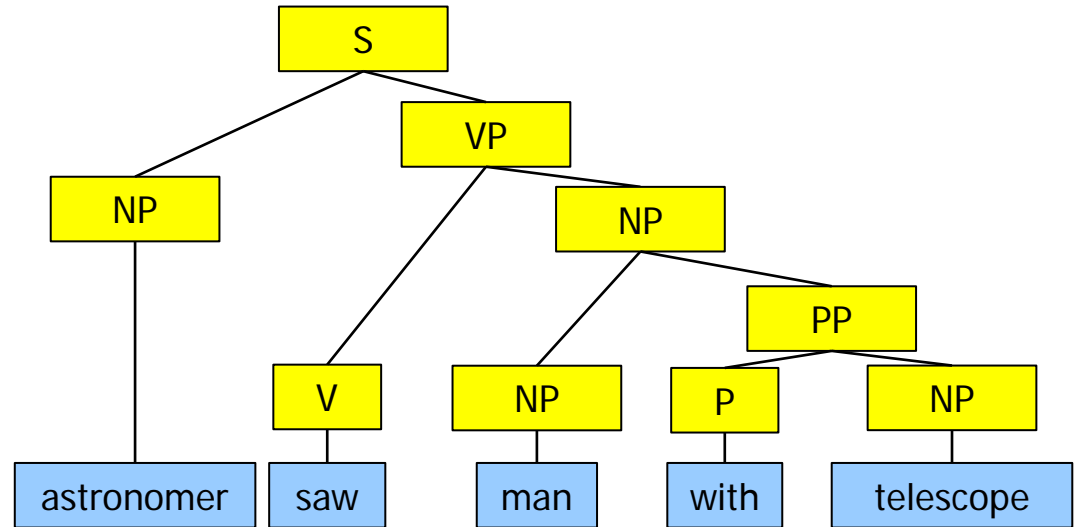 S
VP
NP
NP
PP
V
NP
P
NP
astronomer
saw
man
with
telescope